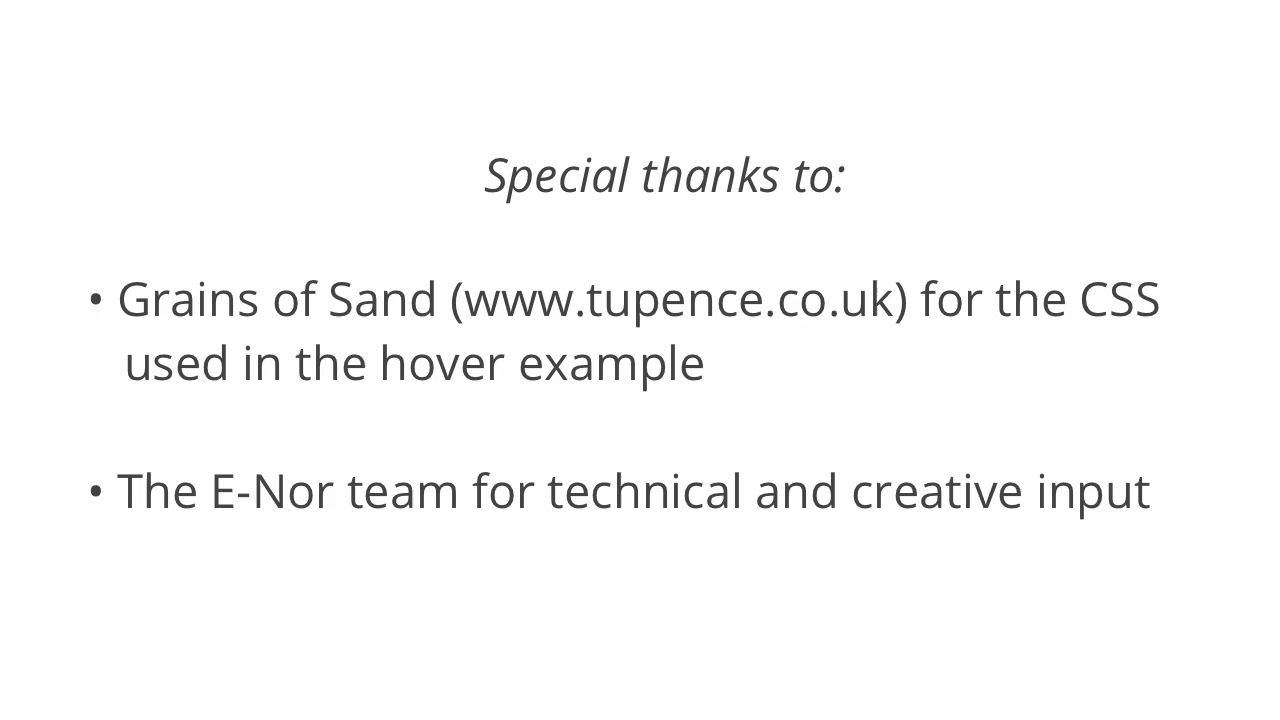 Special thanks to:
• Grains of Sand (www.tupence.co.uk) for the CSS
used in the hover example
• The E-Nor team for technical and creative input